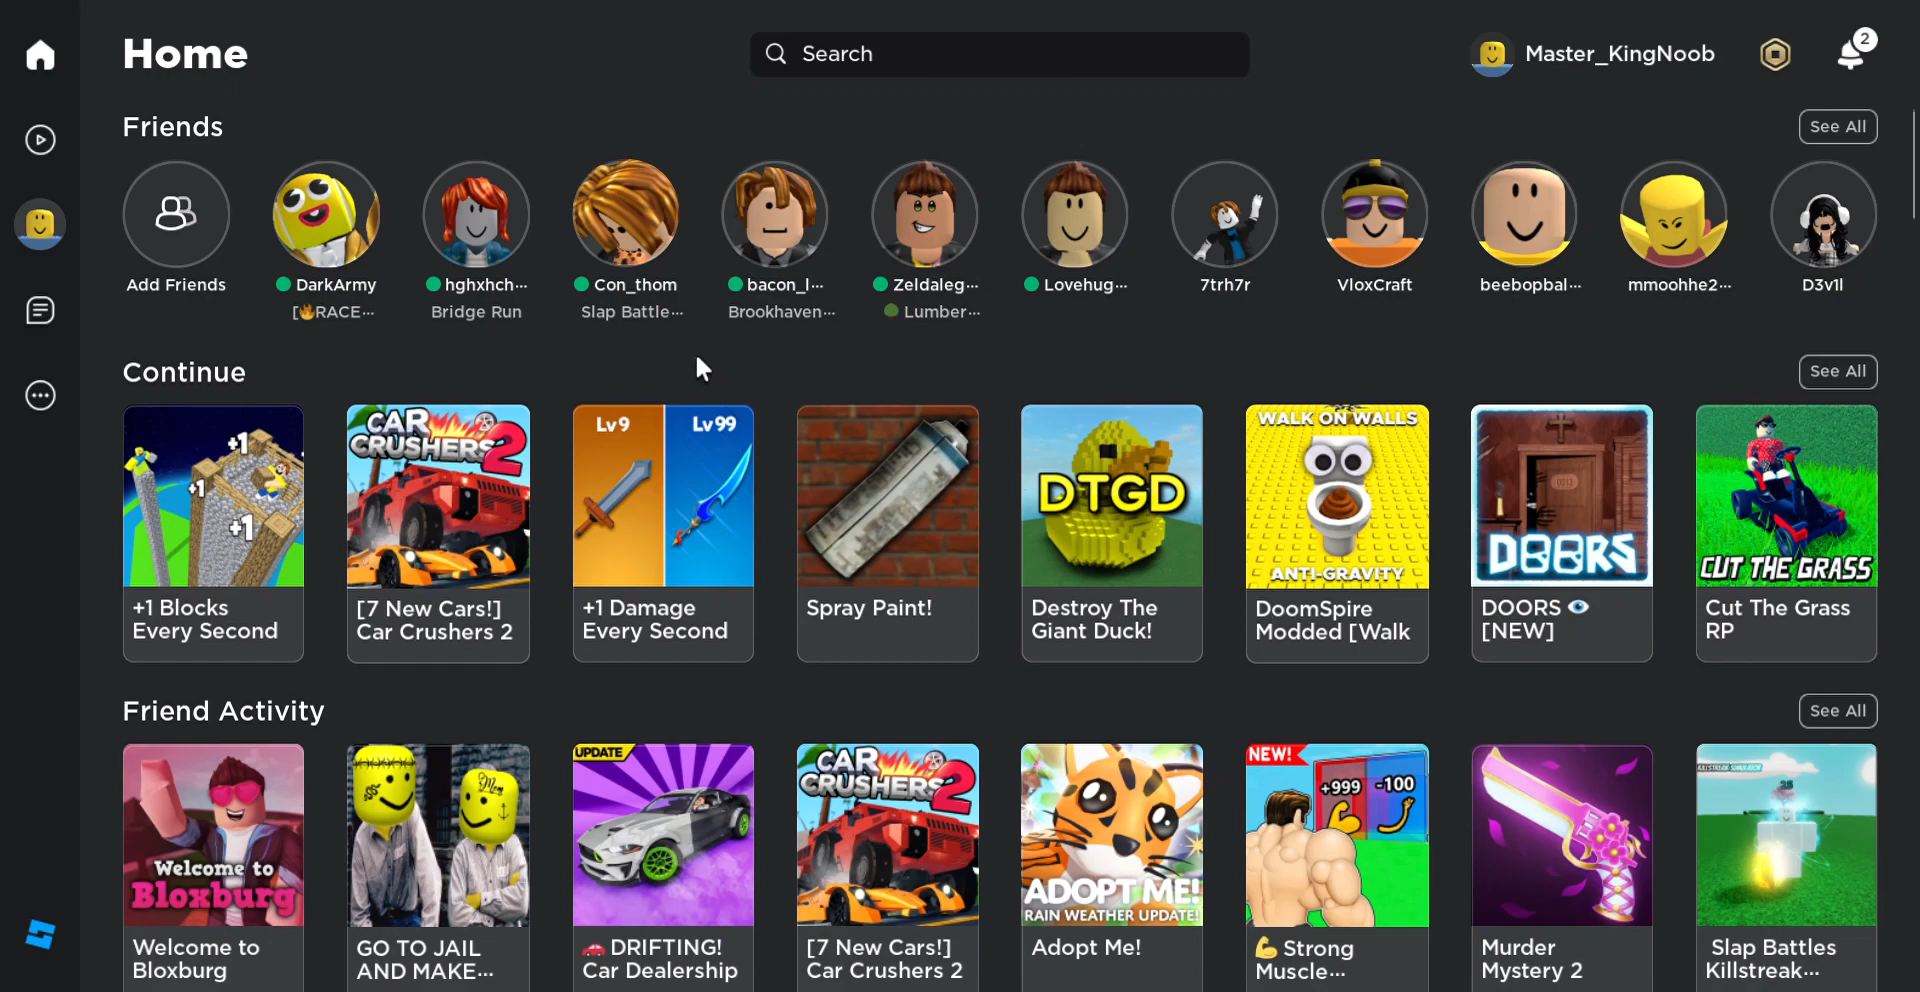 Home
Search
Master_KingNoob
2
Friends
See All
Add Friends
DarkArmy
[🔥RACE...
hghxhch...
Bridge Run
Con_thom
Slap Battle...
bacon_l...
Brookhaven...
Zeldaleg...
Lumber...
Lovehug...
7trh7r
VloxCraft
beebopbal...
mmoohhe2...
D3v1l
Continue
See All
+1
+1
+1
+1 Blocks
Every Second
CAR
CRUSHERS 2
[7 New Cars!]
Car Crushers 2
Lv9
Lv99
+1 Damage
Every Second
Spray Paint!
DTGD
Destroy The
Giant Duck!
WALK ON WALLS
ANTI-GRAVITY
DoomSpire
Modded [Walk
0013
DOORS
DOORS 👁️
[NEW]
CUT THE GRASS
Cut The Grass
RP
Friend Activity
See All
Welcome to
Bloxburg
Welcome to
Bloxburg
GO TO JAIL
AND MAKE...
UPDATE
🚗 DRIFTING!
Car Dealership
CAR
CRUSHERS 2
[7 New Cars!]
Car Crushers 2
ADOPT ME!
RAIN WEATHER UPDATE!
Adopt Me!
NEW!
+999
-100
💪 Strong
Muscle...
Murder
Mystery 2
KILLSTREAK SIMULATOR
Slap Battles
Killstreak...